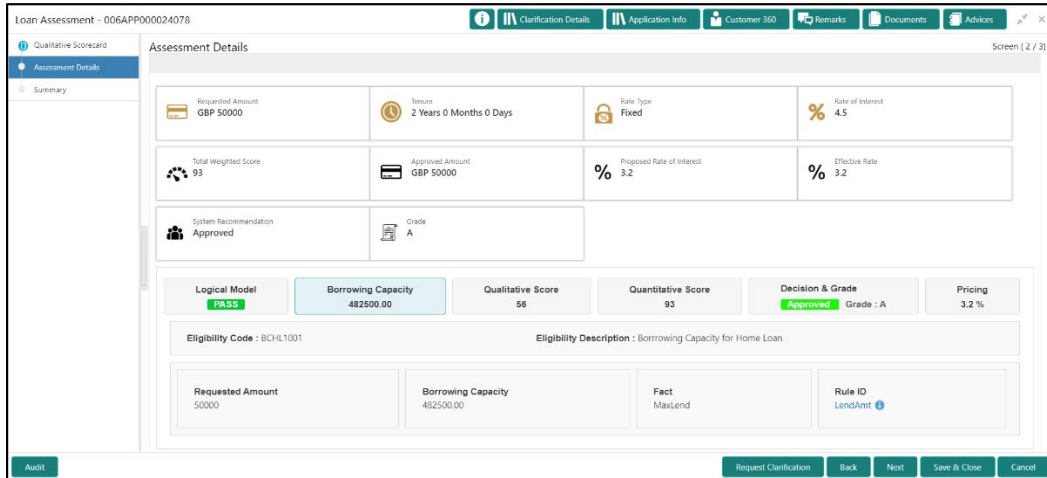 Loan Assessment - 006APP000024078
Clarification Details
Application Info
Customer 360
Remarks
Documents
Advices
Qualitative Scorecard
Assessment Details
Summary
Assessment Details
Screen ( 2 / 3)
Requested Amount
GBP 50000
Tenure
2 Years 0 Months 0 Days
Rate Type
Fixed
Rate of Interest
4.5
Total Weighted Score
93
Approved Amount
GBP 50000
Proposed Rate of Interest
3.2
Effective Rate
3.2
System Recommendation
Approved
Grade
A
Logical Model
PASS
Borrowing Capacity
482500.00
Qualitative Score
56
Quantitative Score
93
Decision & Grade
Approved Grade : A
Pricing
3.2 %
Eligibility Code : BCHL1001
Eligibility Description : Borrrowing Capacity for Home Loan
Requested Amount
50000
Borrowing Capacity
482500.00
Fact
MaxLend
Rule ID
LendAmt
Audit
Request Clarification
Back
Next
Save & Close
Cancel